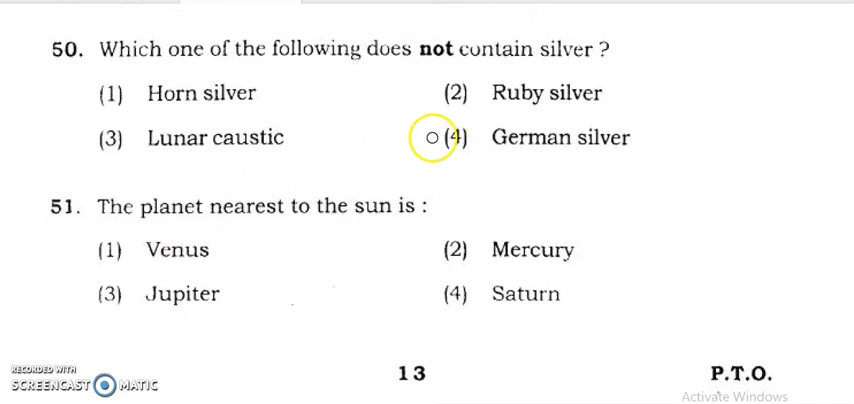 50. Which one of the following does not contain silver ?
(1) Horn silver (2) Ruby silver
(3) Lunar caustic (4) German silver
51. The planet nearest to the sun is :
(1) Venus (2) Mercury
(3) Jupiter (4) Saturn
RECORDED WITH
SCREENCAST O MATIC
13 P.T.O.
Activate Windows